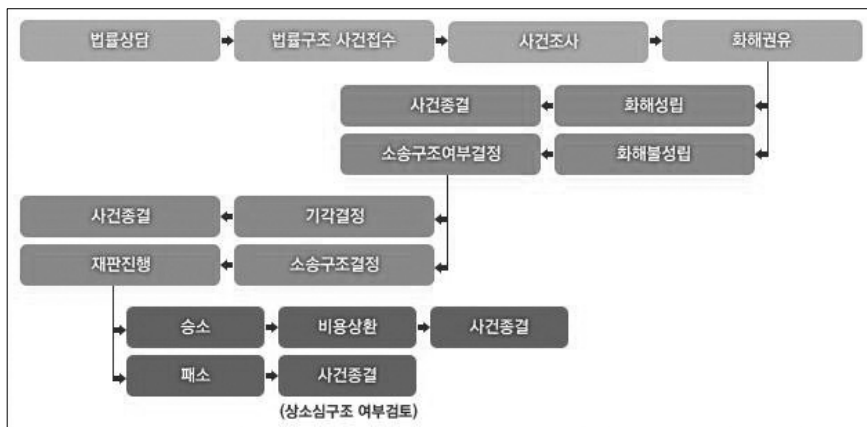 법률상담 법률구조 사건접수 사건조사 화해권유
사건종결 화해성립
소송구조여부결정 화해불성립
사건종결 기각결정
재판진행 소송구조결정
승소 비용상환 사건종결
패소 사건종결
(상소심구조 여부검토)